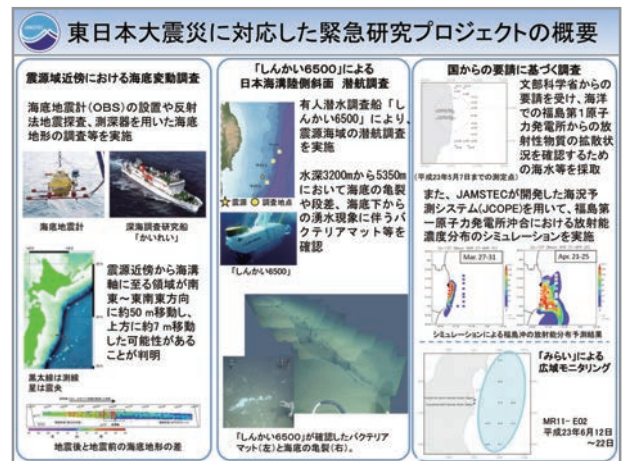 東日本大震災に対応した緊急研究プロジェクトの概要
震源域近傍における海底変動調査
海底地震計(OBS)の設置や反射
法地震探査、測深器を用いた海底
地形の調査等を実施
海底地震計
深海調査研究船
「かいれい」
震源近傍から海溝
軸に至る領域が南
東～東南東方向
に約50 m移動し、
上方に約7 m移動
した可能性がある
ことが判明
黒太線は測線
星は震央
地震後と地震前の海底地形の差
「しんかい6500」による
日本海溝陸側斜面 潜航調査
有人潜水調査船「し
んかい6500」により、
震源海域の潜航調査
を実施
水深3200mから5350m
において海底の亀裂
や段差、海底下から
の湧水現象に伴うバ
クテリアマット等を
確認
震源 調査地点
「しんかい6500」
「しんかい6500」が確認したバクテリア
マット(左)と海底の亀裂(右)。
国からの要請に基づく調査
文部科学省からの
要請を受け、海洋
での福島第1原子
力発電所からの放
射性物質の拡散状
況を確認するため
の海水等を採取
(平成23年5月7日までの測定点)
また、JAMSTECが開発した海況予
測システム(JCOPE)を用いて、福島第
一原子力発電所沖合における放射能
濃度分布のシミュレーションを実施
Mar. 27-31
Apr. 21-25
シミュレーションによる福島沖の放射能分布予測結果
「みらい」による
広域モニタリング
MR11- E02
平成23年6月12日
～22日